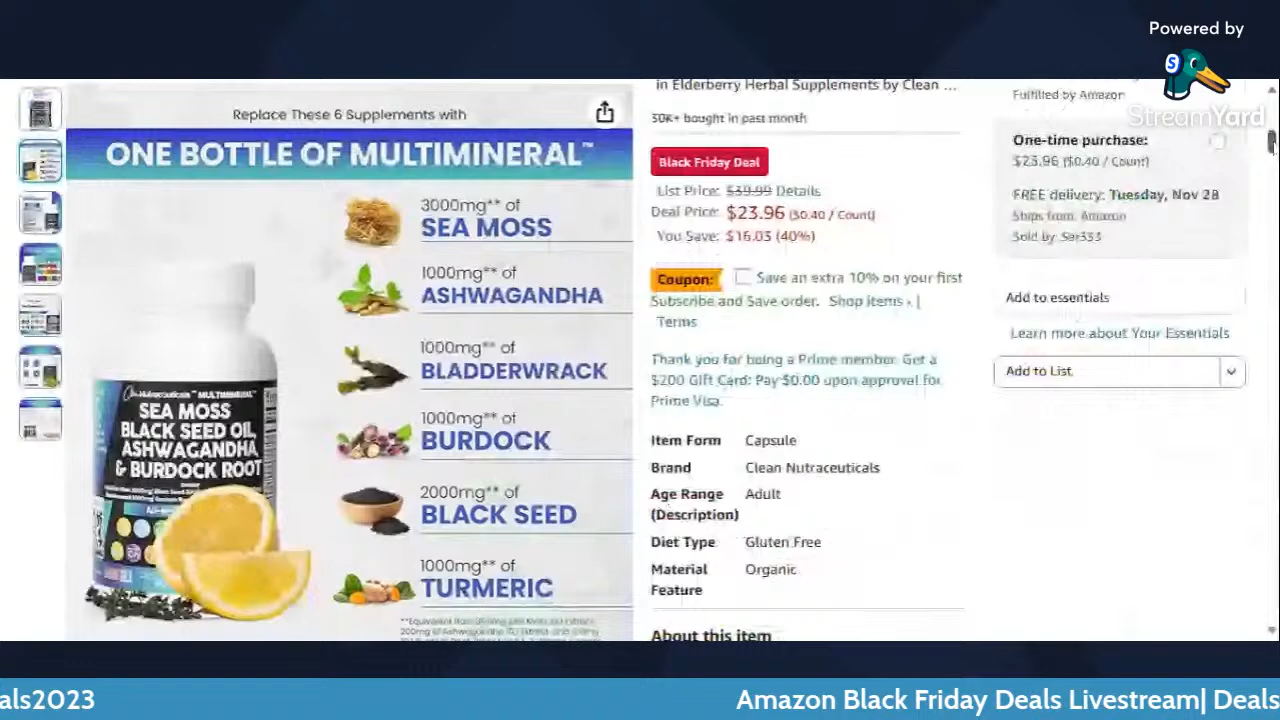 Powered by
StreamYard
Replace These 6 Supplements with
ONE BOTTLE OF MULTIMINERAL™
3000mg** of
SEA MOSS
1000mg** of
ASHWAGANDHA
1000mg** of
BLADDERWRACK
1000mg** of
BURDOCK
2000mg** of
BLACK SEED
1000mg** of
TURMERIC
Nutraceuticals™ MULTIMINERAL™
SEA MOSS
BLACK SEED OIL,
ASHWAGANDHA,
& BURDOCK ROOT
in Elderberry Herbal Supplements by Clean ...
50K+ bought in past month
Black Friday Deal
List Price: $39.99 Details
Deal Price: $23.96 ($0.40 / Count)
You Save: $16.03 (40%)
Coupon: Save an extra 10% on your first
Subscribe and Save order. Shop items › |
Terms
Thank you for being a Prime member. Get a
$200 Gift Card: Pay $0.00 upon approval for
Prime Visa.
Item Form Capsule
Brand Clean Nutraceuticals
Age Range Adult
(Description)
Diet Type Gluten Free
Material Organic
Feature
About this item
Fulfilled by Amazon
One-time purchase:
$23.96 ($0.40 / Count)
FREE delivery: Tuesday, Nov 28
Ships from: Amazon
Sold by: Ser333
Add to essentials
Learn more about Your Essentials
Add to List
als2023
Amazon Black Friday Deals Livestream| Deals